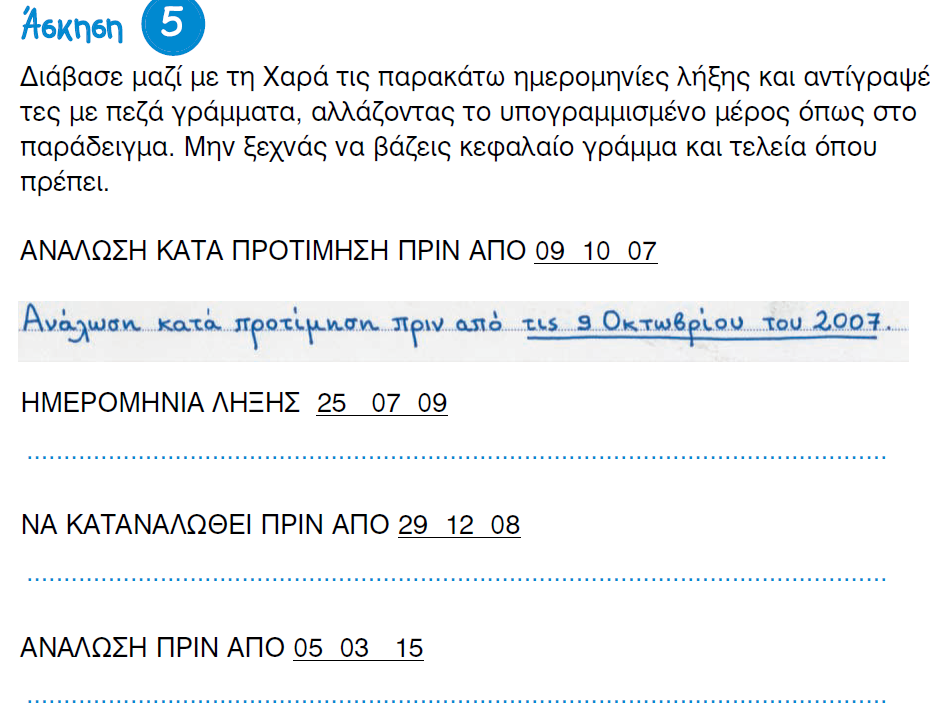 Άσκηση 5
Διάβασε μαζί με τη Χαρά τις παρακάτω ημερομηνίες λήξης και αντίγραψέ
τες με πεζά γράμματα, αλλάζοντας το υπογραμμισμένο μέρος όπως στο
παράδειγμα. Μην ξεχνάς να βάζεις κεφαλαίο γράμμα και τελεία όπου
πρέπει.
ΑΝΑΛΩΣΗ ΚΑΤΑ ΠΡΟΤΙΜΗΣΗ ΠΡΙΝ ΑΠΟ 09 10 07
Ανάλωση κατά προτίμηση πριν από τις 9 Οκτωβρίου του 2007.
ΗΜΕΡΟΜΗΝΙΑ ΛΗΞΗΣ 25 07 09
ΝΑ ΚΑΤΑΝΑΛΩΘΕΙ ΠΡΙΝ ΑΠΟ 29 12 08
ΑΝΑΛΩΣΗ ΠΡΙΝ ΑΠΟ 05 03 15